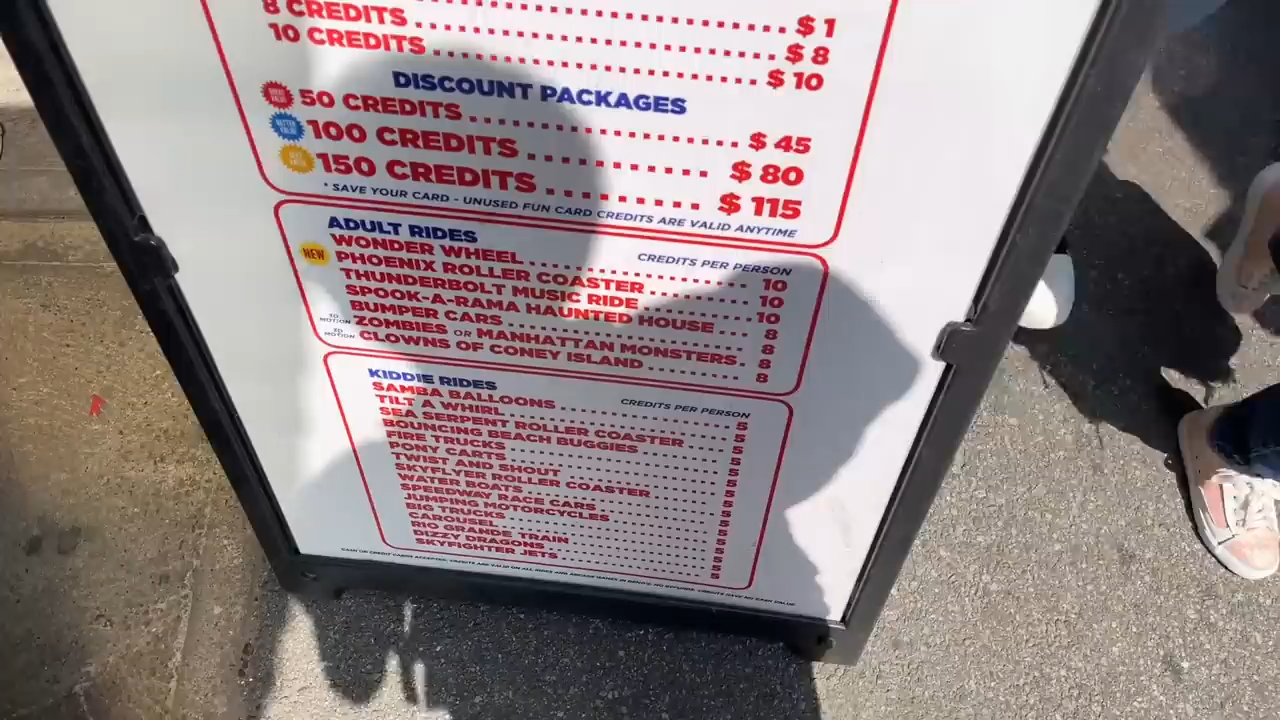 $ 1
8 CREDITS $ 8
10 CREDITS $ 10
DISCOUNT PACKAGES
50 CREDITS $ 45
BETTER VALUE 100 CREDITS $ 80
150 CREDITS $ 115
* SAVE YOUR CARD - UNUSED FUN CARD CREDITS ARE VALID ANYTIME
ADULT RIDES CREDITS PER PERSON
WONDER WHEEL 10
NEW PHOENIX ROLLER COASTER 10
THUNDERBOLT MUSIC RIDE 10
SPOOK-A-RAMA HAUNTED HOUSE 8
BUMPER CARS 8
ZOMBIES OR MANHATTAN MONSTERS 8
CLOWNS OF CONEY ISLAND 8
KIDDIE RIDES CREDITS PER PERSON
SAMBA BALLOONS 5
TILT A WHIRL 5
SEA SERPENT ROLLER COASTER 5
BOUNCING BEACH BUGGIES 5
FIRE TRUCKS 5
PONY CARTS 5
TWIST AND SHOUT 5
SKYFLYER ROLLER COASTER 5
WATER BOATS 5
SPEEDWAY RACE CARS 5
JUMPING MOTORCYCLES 5
BIG TRUCKS 5
CAROUSEL 5
RIO GRANDE TRAIN 5
DIZZY DRAGONS 5
SKYFIGHTER JETS 5